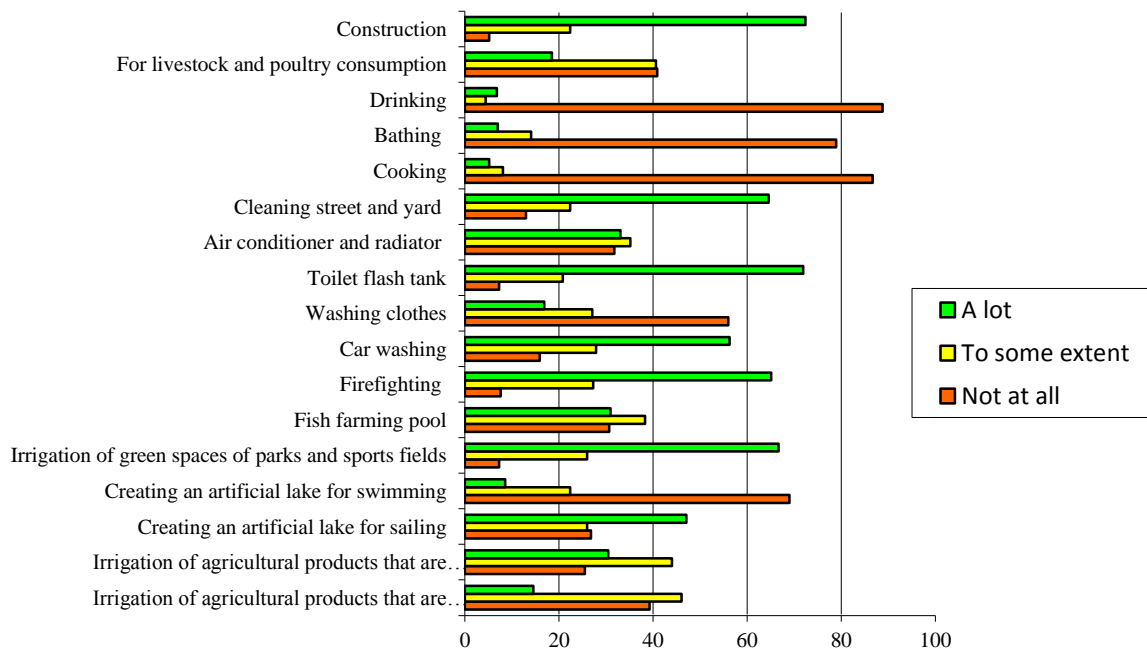 Construction
For livestock and poultry consumption
Drinking
Bathing
Cooking
Cleaning street and yard
Air conditioner and radiator
Toilet flash tank
Washing clothes
Car washing
Firefighting
Fish farming pool
Irrigation of green spaces of parks and sports fields
Creating an artificial lake for swimming
Creating an artificial lake for sailing
Irrigation of agricultural products that are…
Irrigation of agricultural products that are…
0 20 40 60 80 100
A lot
To some extent
Not at all